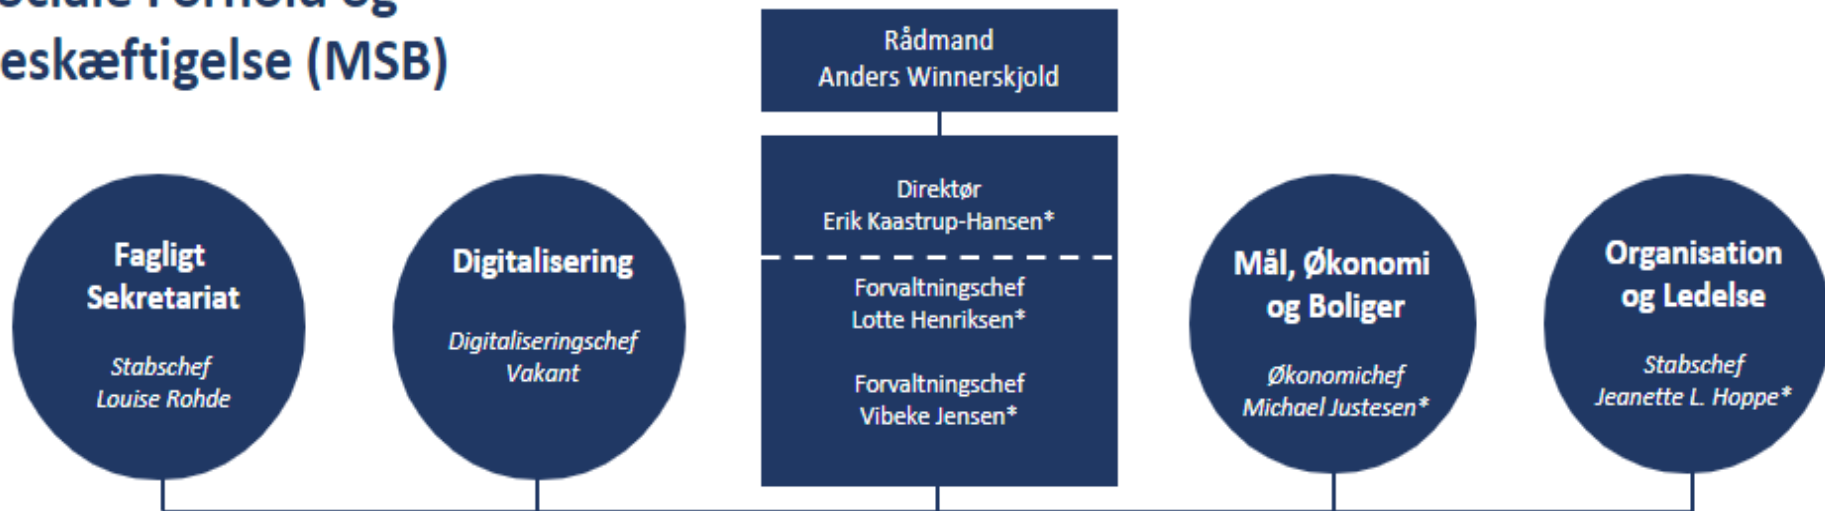 eskæftigelse (MSB)
Rådmand
Anders Winnerskjold
Direktør
Erik Kaastrup-Hansen*
Forvaltningschef
Lotte Henriksen*
Forvaltningschef
Vibeke Jensen*
Fagligt
Sekretariat
Stabschef
Louise Rohde
Digitalisering
Digitaliseringschef
Vakant
Mål, Økonomi
og Boliger
Økonomichef
Michael Justesen*
Organisation
og Ledelse
Stabschef
Jeanette L. Hoppe*